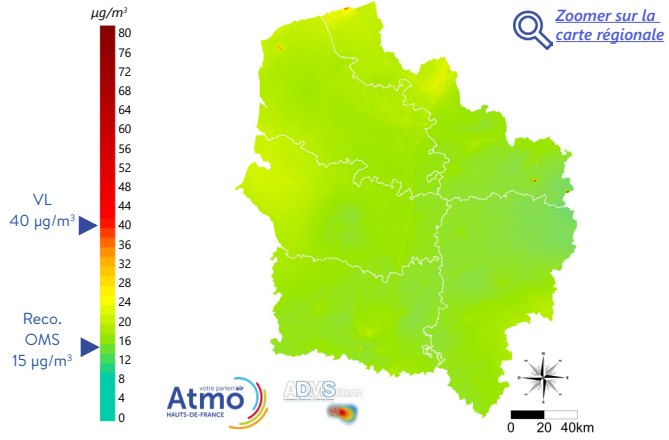 µg/m³
80
76
72
68
64
60
56
52
48
44
40
36
32
28
24
20
16
12
8
4
0
VL
40 µg/m³
Reco.
OMS
15 µg/m³
Zoomer sur la
carte régionale
votre parten'air
Atmo
HAUTS-DE-FRANCE
ADMS
N
S
0 20 40km